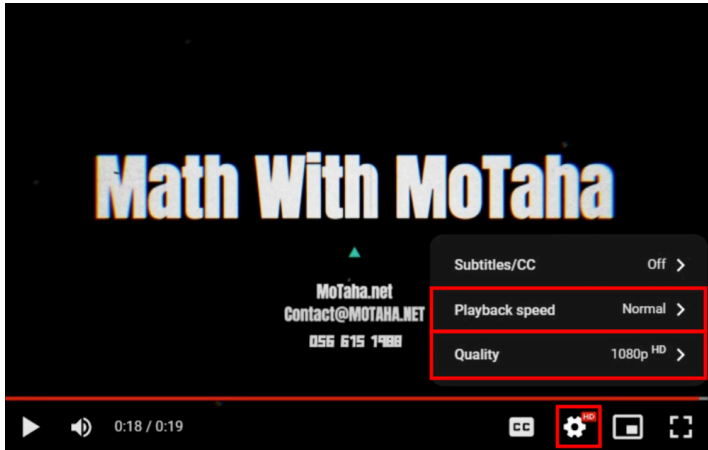 Math With MoTaha
MoTaha.net
Contact@MOTAHA.NET
056 615 1988
Subtitles/CC Off
Playback speed Normal
Quality 1080p HD
0:18 / 0:19
CC
HD